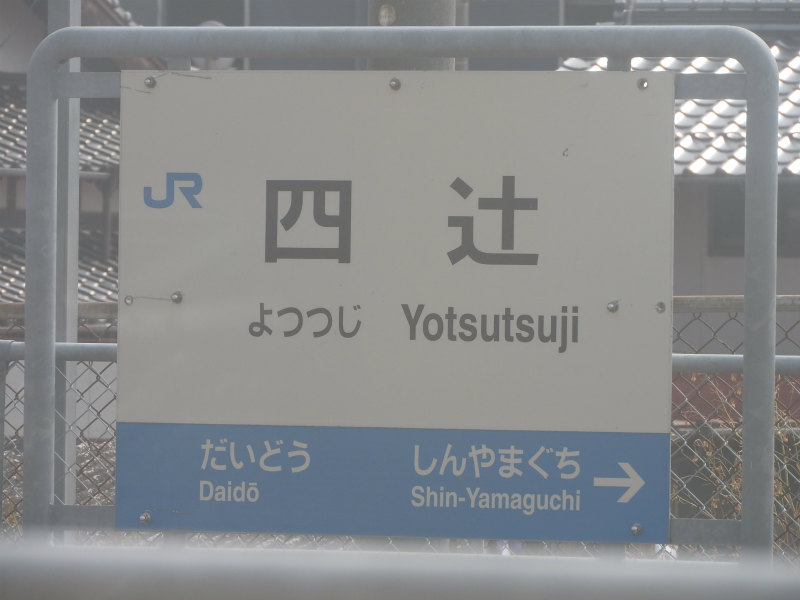 JR
四辻
よつつじ Yotsutsuji
だいどう しんやまぐち →
Daidō Shin-Yamaguchi